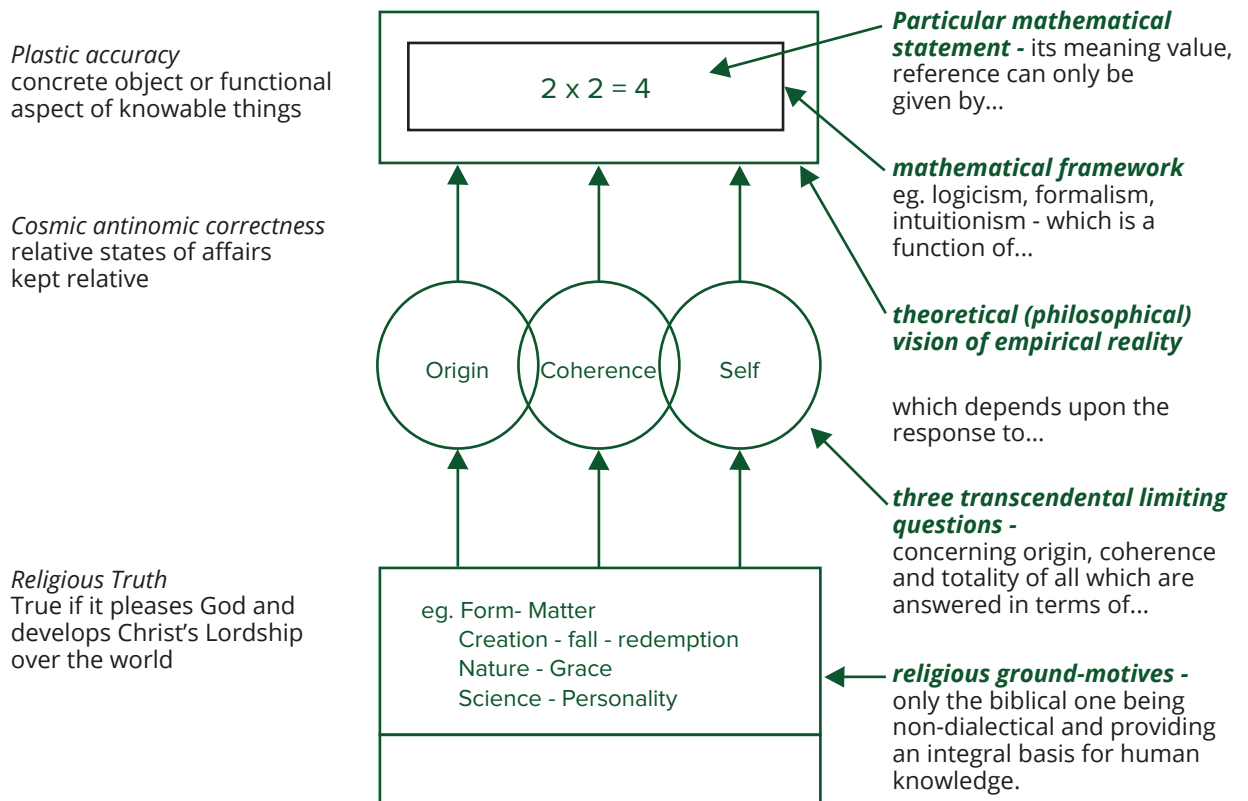 Plastic accuracy
concrete object or functional
aspect of knowable things
Cosmic antinomic correctness
relative states of affairs
kept relative
Religious Truth
True if it pleases God and
develops Christ's Lordship
over the world
2 x 2 = 4
Origin
Coherence
Self
eg. Form- Matter
Creation - fall - redemption
Nature - Grace
Science - Personality
Particular mathematical
statement - its meaning value,
reference can only be
given by...
mathematical framework
eg. logicism, formalism,
intuitionism - which is a
function of...
theoretical (philosophical)
vision of empirical reality
which depends upon the
response to...
three transcendental limiting
questions -
concerning origin, coherence
and totality of all which are
answered in terms of...
religious ground-motives -
only the biblical one being
non-dialectical and providing
an integral basis for human
knowledge.